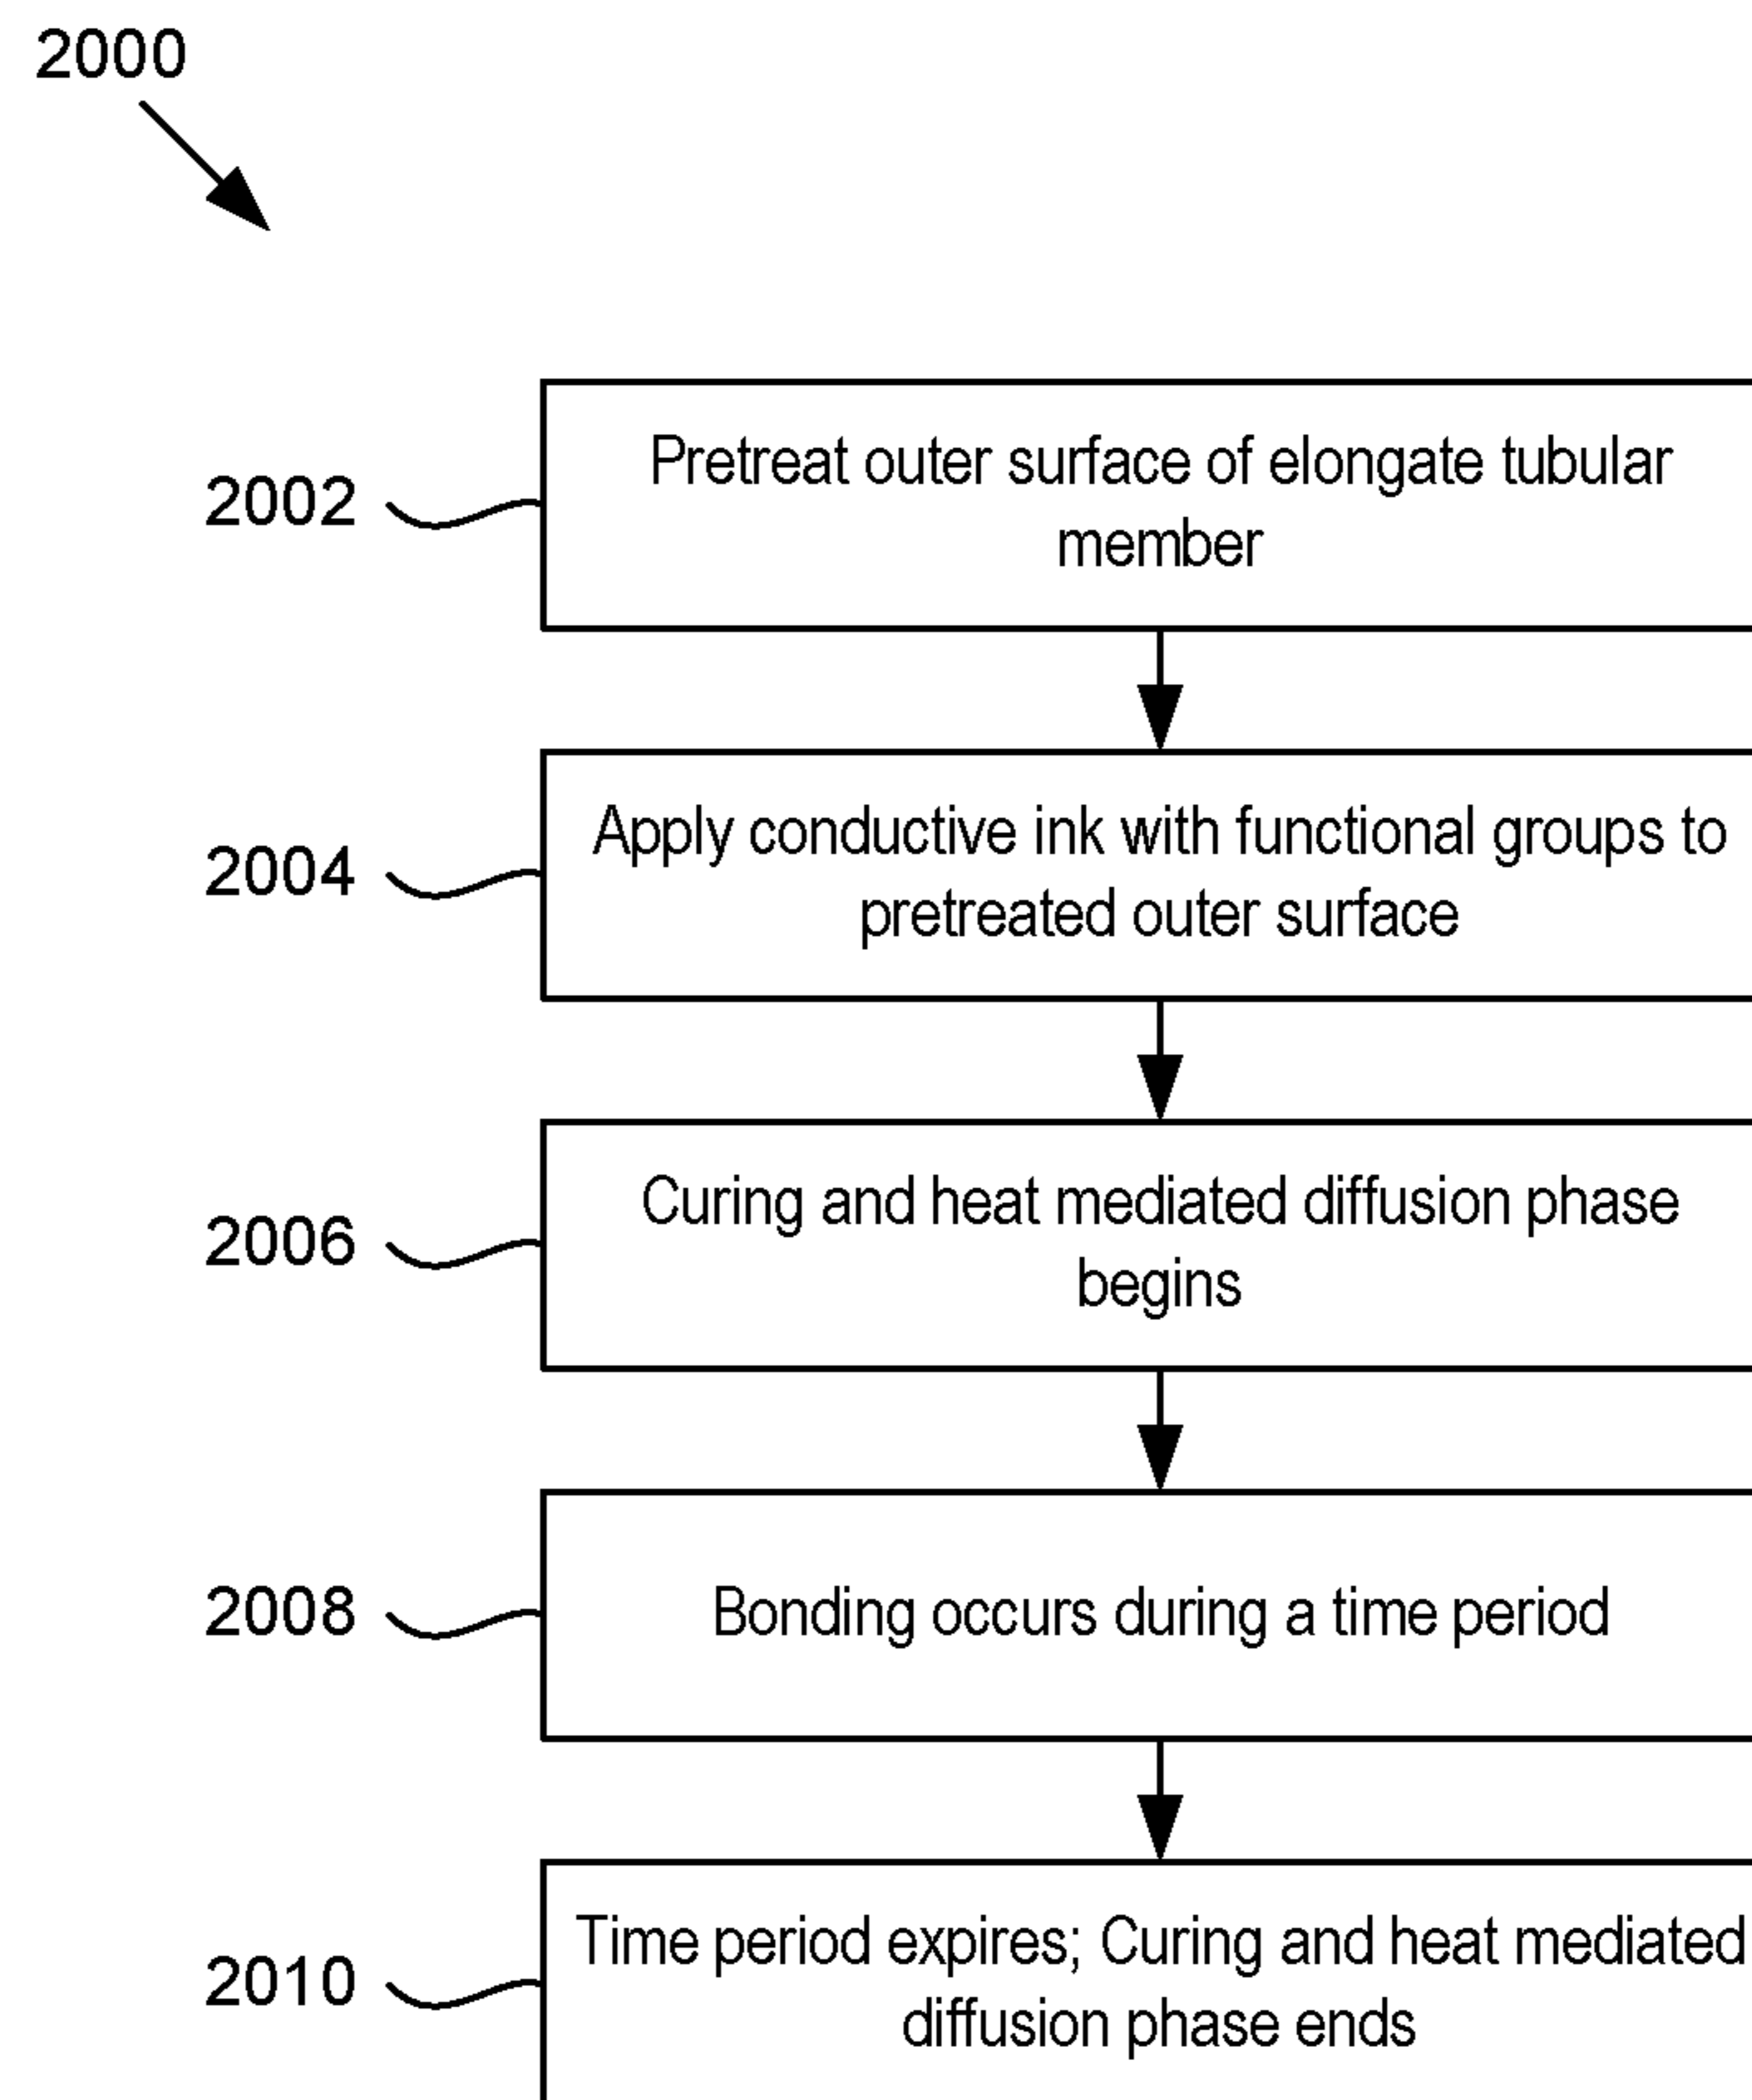 2000
2002
Pretreat outer surface of elongate tubular
member
2004
Apply conductive ink with functional groups to
pretreated outer surface
2006
Curing and heat mediated diffusion phase
begins
2008
Bonding occurs during a time period
2010
Time period expires; Curing and heat mediated
diffusion phase ends